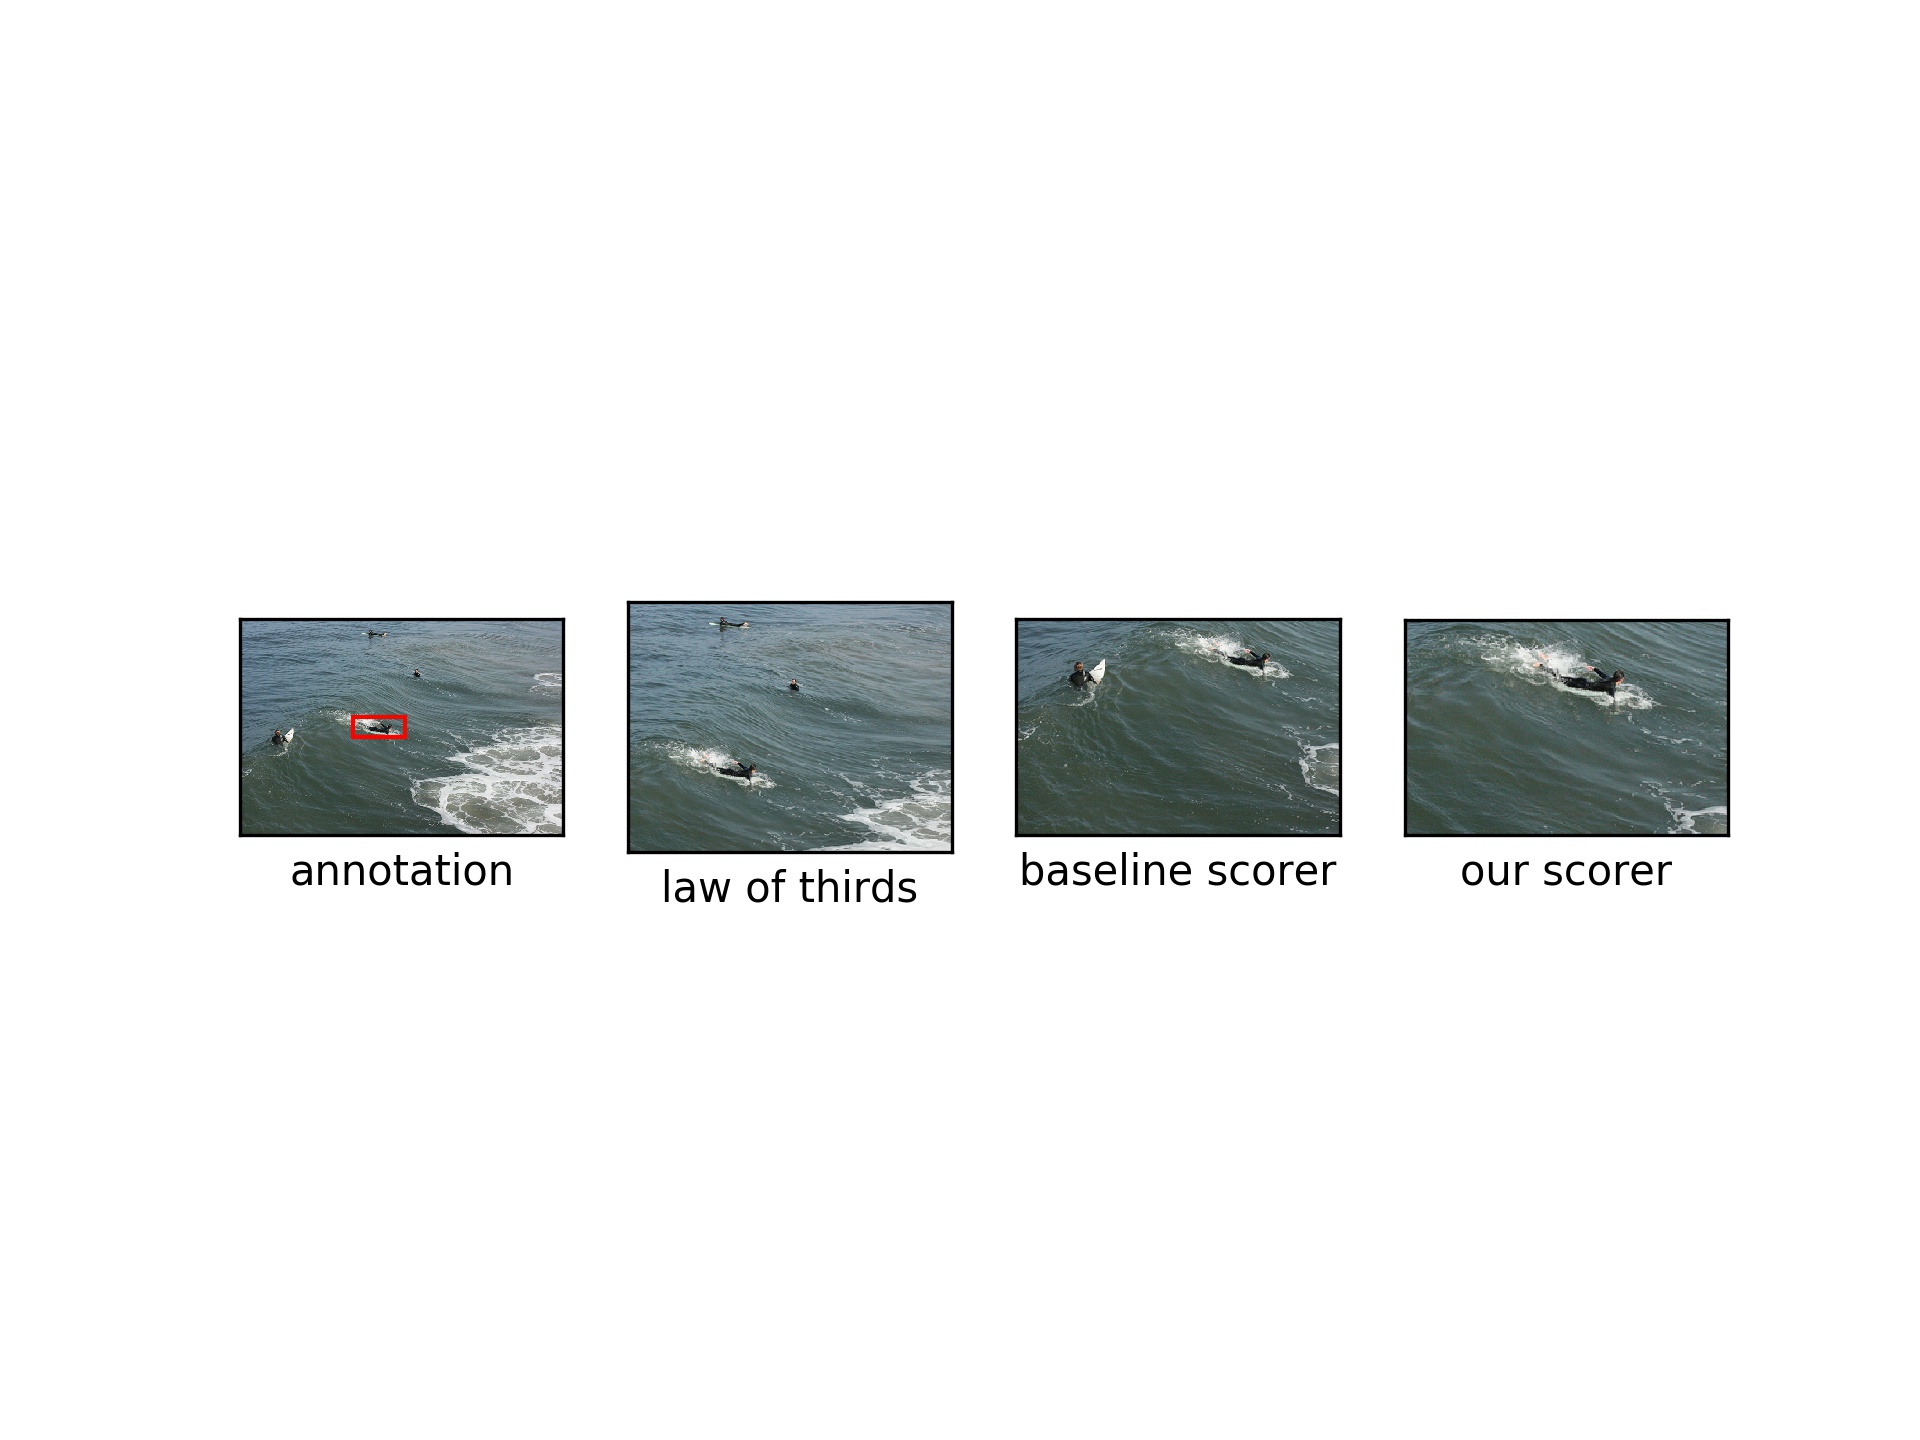 annotation
law of thirds
baseline scorer
our scorer